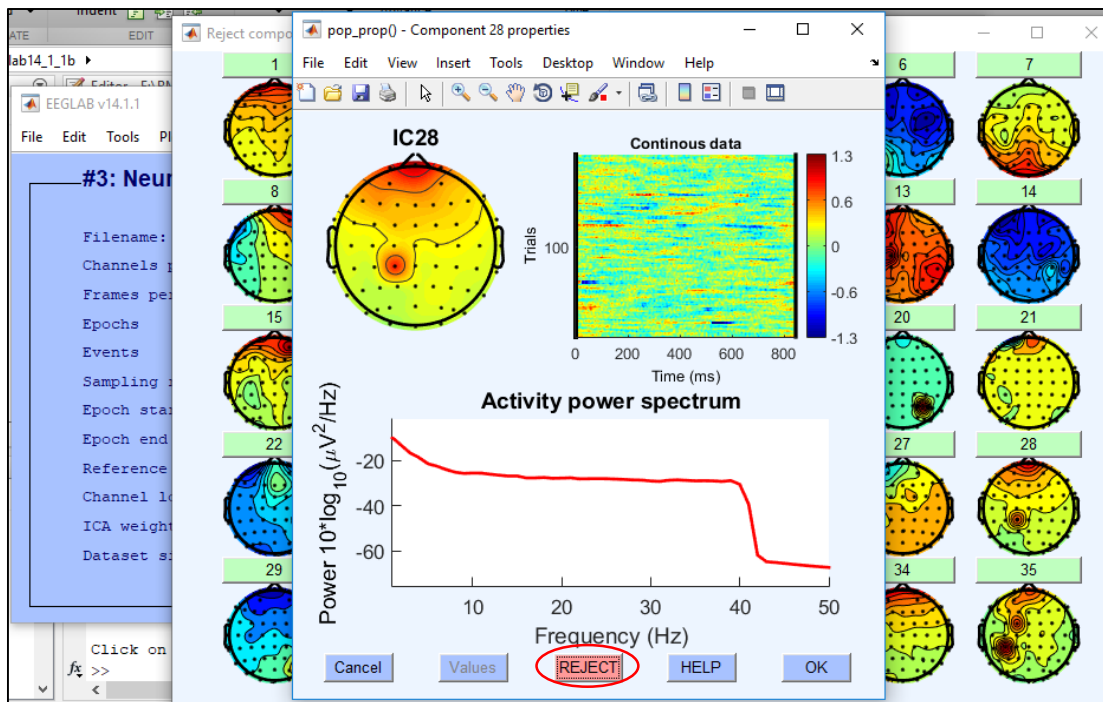 Indent
ATE
EDIT
lab14_1_1b
Editor
EEGLAB v14.1.1
File Edit Tools Pl
#3: Neur
Filename:
Channels p
Frames per
Epochs
Events
Sampling r
Epoch star
Epoch end
Reference
Channel lo
ICA weight
Dataset si
Click on
fx >>
Reject compo
1
8
15
22
29
pop_prop() - Component 28 properties
File Edit View Insert Tools Desktop Window Help
IC28
Continous data
Trials
100
0 200 400 600 800
Time (ms)
1.3
0.6
0
-0.6
-1.3
Activity power spectrum
Power 10*log10(μV2/Hz)
-20
-40
-60
10 20 30 40 50
Frequency (Hz)
Cancel Values REJECT HELP OK
6 7
13 14
20 21
27 28
34 35